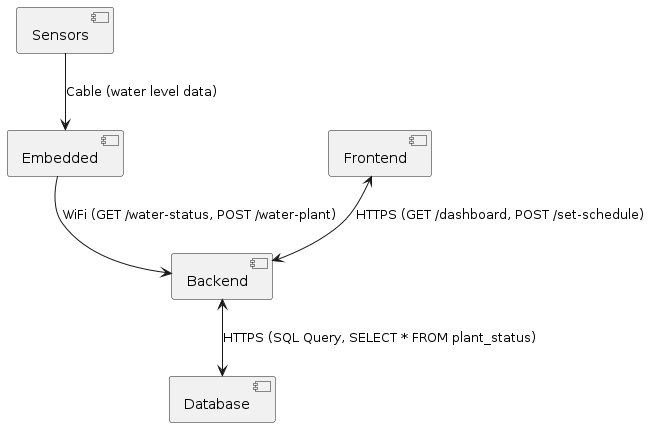 Sensors
Cable (water level data)
Embedded
Frontend
WiFi (GET /water-status, POST /water-plant)
HTTPS (GET /dashboard, POST /set-schedule)
Backend
HTTPS (SQL Query, SELECT * FROM plant_status)
Database